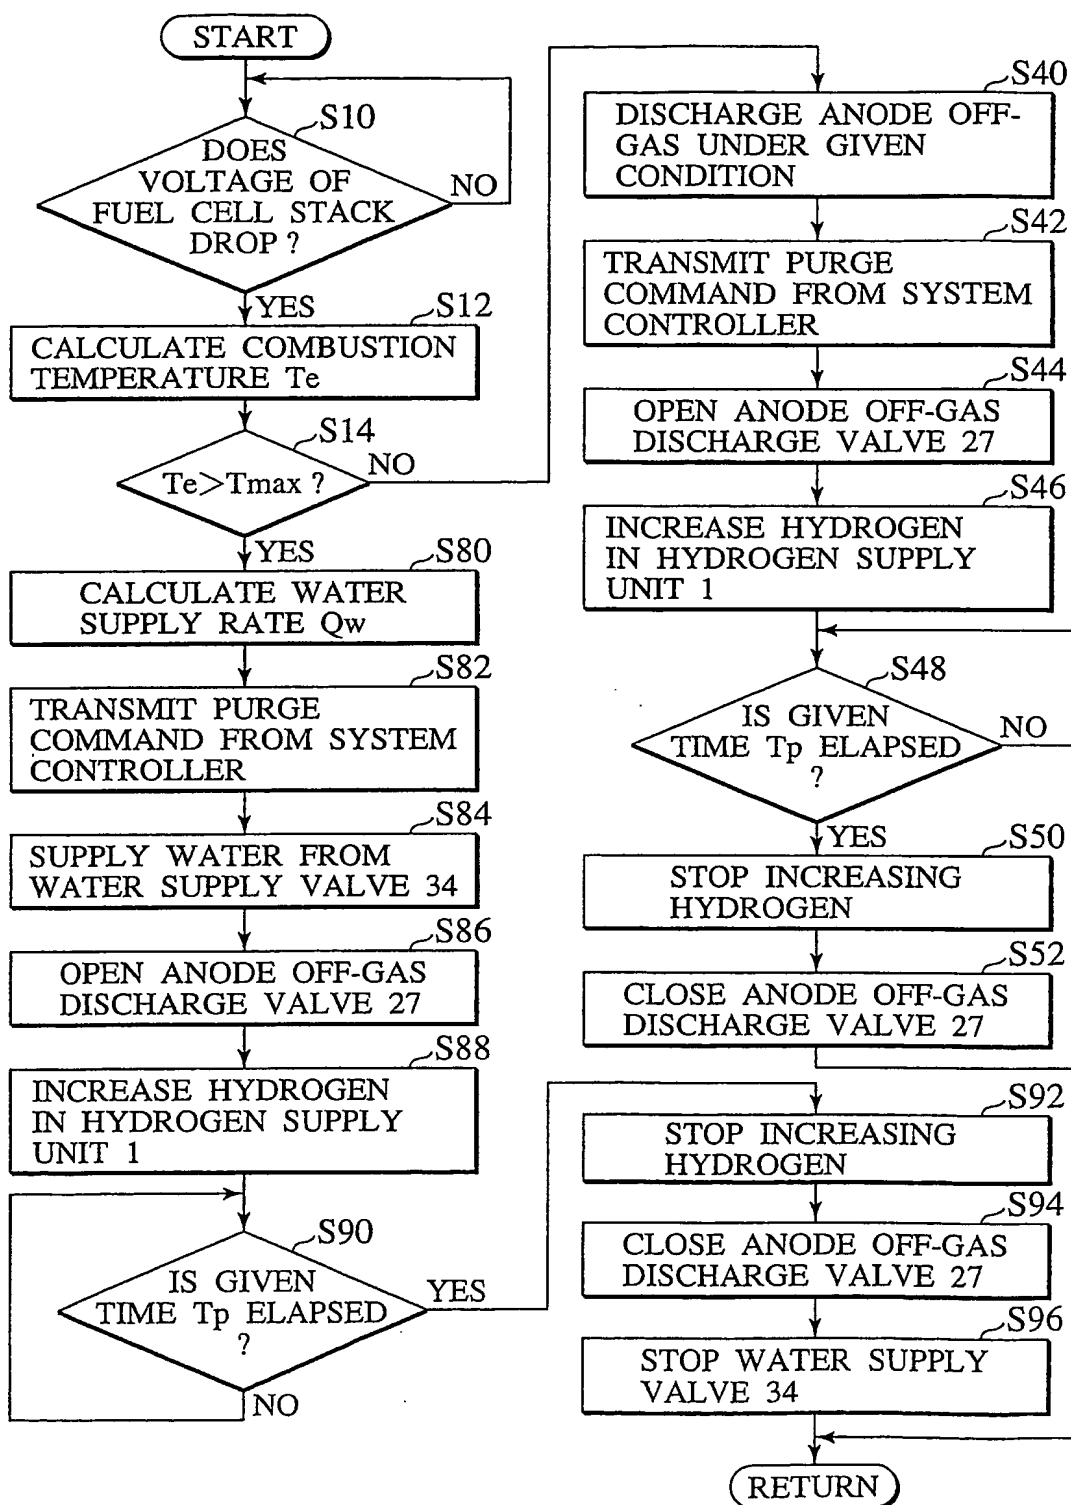 START
S10
DOES
VOLTAGE OF
FUEL CELL STACK
DROP ?
NO
YES
S12
CALCULATE COMBUSTION
TEMPERATURE Te
S14
Te>Tmax ?
NO
YES
S80
CALCULATE WATER
SUPPLY RATE Qw
S82
TRANSMIT PURGE
COMMAND FROM SYSTEM
CONTROLLER
S84
SUPPLY WATER FROM
WATER SUPPLY VALVE 34
S86
OPEN ANODE OFF-GAS
DISCHARGE VALVE 27
S88
INCREASE HYDROGEN
IN HYDROGEN SUPPLY
UNIT 1
S90
IS GIVEN
TIME Tp ELAPSED
?
YES
NO
S40
DISCHARGE ANODE OFF-
GAS UNDER GIVEN
CONDITION
S42
TRANSMIT PURGE
COMMAND FROM SYSTEM
CONTROLLER
S44
OPEN ANODE OFF-GAS
DISCHARGE VALVE 27
S46
INCREASE HYDROGEN
IN HYDROGEN SUPPLY
UNIT 1
S48
IS GIVEN
TIME Tp ELAPSED
?
NO
YES
S50
STOP INCREASING
HYDROGEN
S52
CLOSE ANODE OFF-GAS
DISCHARGE VALVE 27
S92
STOP INCREASING
HYDROGEN
S94
CLOSE ANODE OFF-GAS
DISCHARGE VALVE 27
S96
STOP WATER SUPPLY
VALVE 34
RETURN